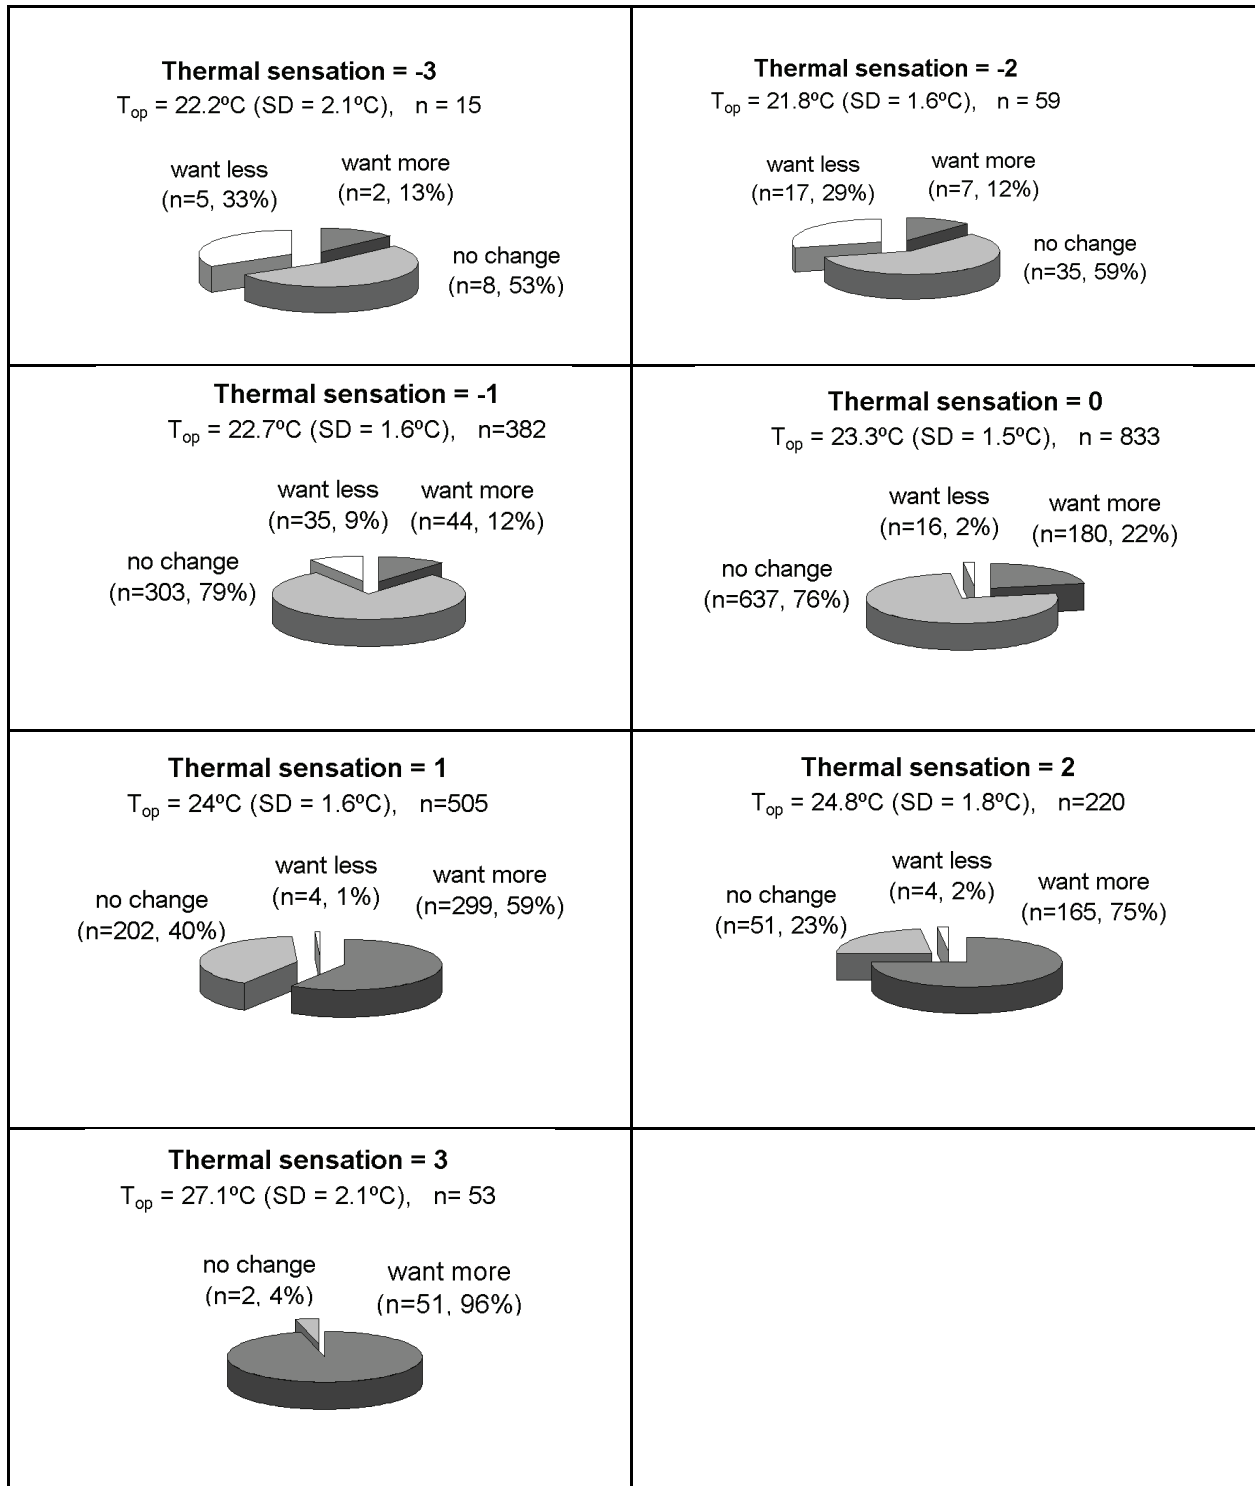 Thermal sensation = -3
Top = 22.2ºC (SD = 2.1ºC), n = 15
want less
(n=5, 33%)
want more
(n=2, 13%)
no change
(n=8, 53%)
Thermal sensation = -2
Top = 21.8ºC (SD = 1.6ºC), n = 59
want less
(n=17, 29%)
want more
(n=7, 12%)
no change
(n=35, 59%)
Thermal sensation = -1
Top = 22.7ºC (SD = 1.6ºC), n=382
want less
(n=35, 9%)
want more
(n=44, 12%)
no change
(n=303, 79%)
Thermal sensation = 0
Top = 23.3ºC (SD = 1.5ºC), n = 833
want less
(n=16, 2%)
want more
(n=180, 22%)
no change
(n=637, 76%)
Thermal sensation = 1
Top = 24ºC (SD = 1.6ºC), n=505
want less
(n=4, 1%)
want more
(n=299, 59%)
no change
(n=202, 40%)
Thermal sensation = 2
Top = 24.8ºC (SD = 1.8ºC), n=220
want less
(n=4, 2%)
want more
(n=165, 75%)
no change
(n=51, 23%)
Thermal sensation = 3
Top = 27.1ºC (SD = 2.1ºC), n= 53
no change
(n=2, 4%)
want more
(n=51, 96%)